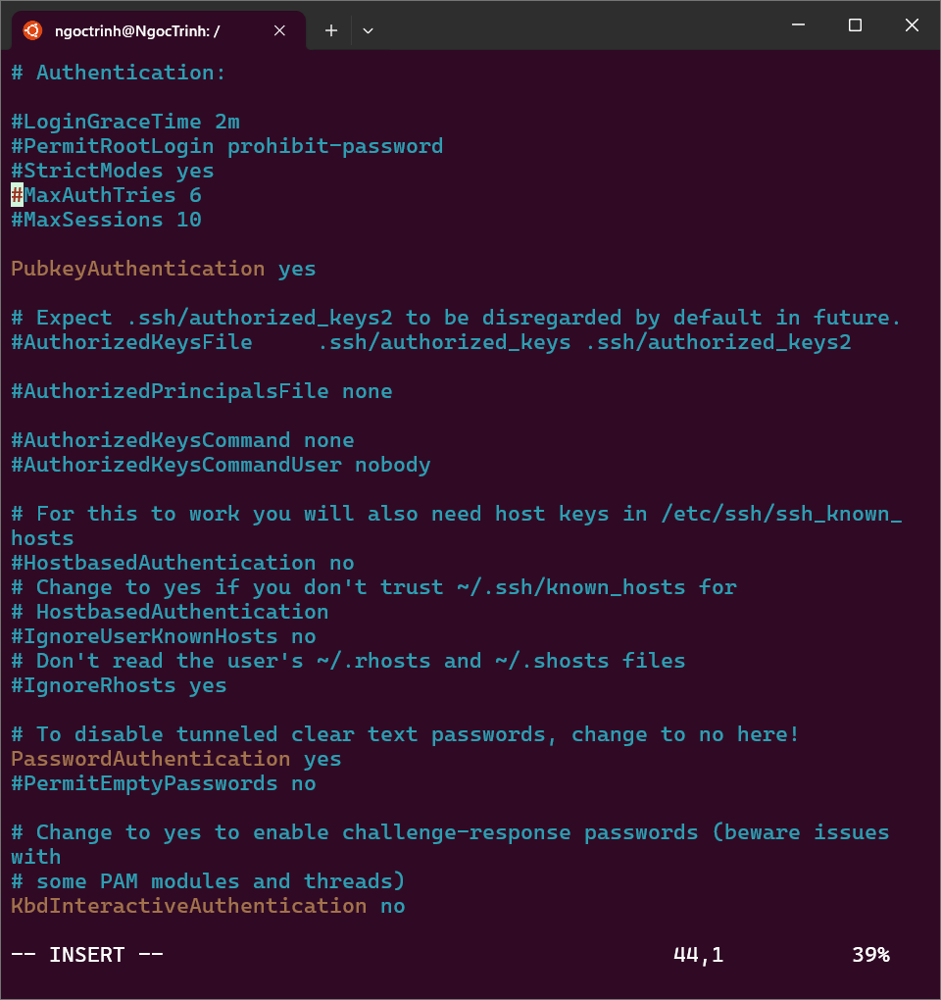 ngoctrinh@NgocTrinh: /
# Authentication:
#LoginGraceTime 2m
#PermitRootLogin prohibit-password
#StrictModes yes
#MaxAuthTries 6
#MaxSessions 10
PubkeyAuthentication yes
# Expect .ssh/authorized_keys2 to be disregarded by default in future.
#AuthorizedKeysFile     .ssh/authorized_keys .ssh/authorized_keys2
#AuthorizedPrincipalsFile none
#AuthorizedKeysCommand none
#AuthorizedKeysCommandUser nobody
# For this to work you will also need host keys in /etc/ssh/ssh_known_
hosts
#HostbasedAuthentication no
# Change to yes if you don't trust ~/.ssh/known_hosts for
# HostbasedAuthentication
#IgnoreUserKnownHosts no
# Don't read the user's ~/.rhosts and ~/.shosts files
#IgnoreRhosts yes
# To disable tunneled clear text passwords, change to no here!
PasswordAuthentication yes
#PermitEmptyPasswords no
# Change to yes to enable challenge-response passwords (beware issues
with
# some PAM modules and threads)
KbdInteractiveAuthentication no
-- INSERT -- 44,1 39%